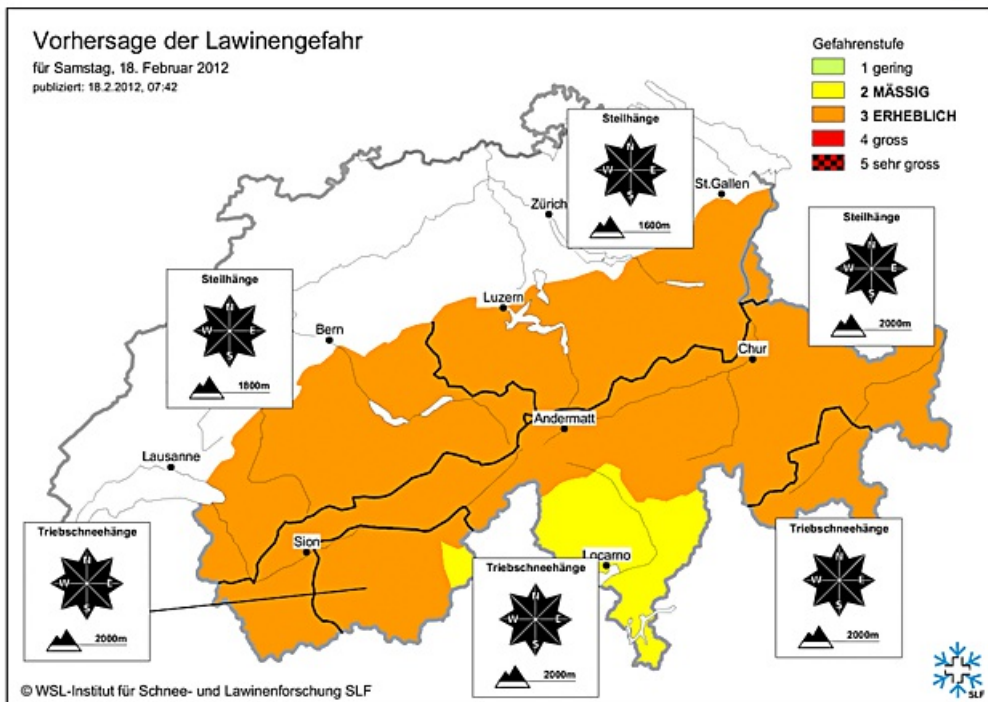 Vorhersage der Lawinengefahr
für Samstag, 18. Februar 2012
publiziert: 18.2.2012, 07:42
Gefahrenstufe
1 gering
2 MÄSSIG
3 ERHEBLICH
4 gross
5 sehr gross
Steilhänge
N
W E
S
1600m
St.Gallen
Zürich
Steilhänge
N
W E
S
2000m
Steilhänge
N
W E
S
1800m
Luzern
Bern
Chur
Andermatt
Lausanne
Sion
Locarno
Triebschneehänge
N
W E
S
2000m
Triebschneehänge
N
W E
S
2000m
Triebschneehänge
N
W E
S
2000m
© WSL-Institut für Schnee- und Lawinenforschung SLF
SLF